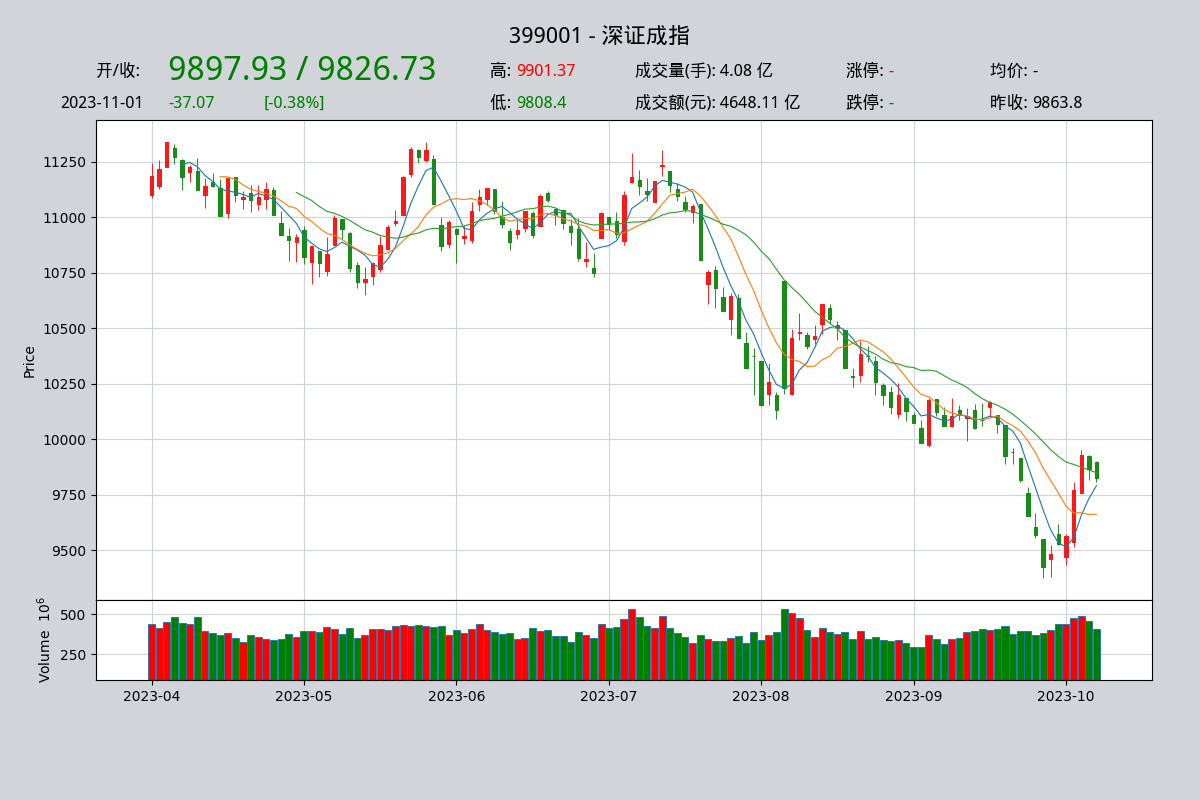 399001 - 深证成指
开/收: 9897.93 / 9826.73 高: 9901.37 成交量(手): 4.08 亿 涨停: - 均价: -
2023-11-01 -37.07 [-0.38%] 低: 9808.4 成交额(元): 4648.11 亿 跌停: - 昨收: 9863.8
Price
11250
11000
10750
10500
10250
10000
9750
9500
Volume 10^6
500
250
2023-04 2023-05 2023-06 2023-07 2023-08 2023-09 2023-10